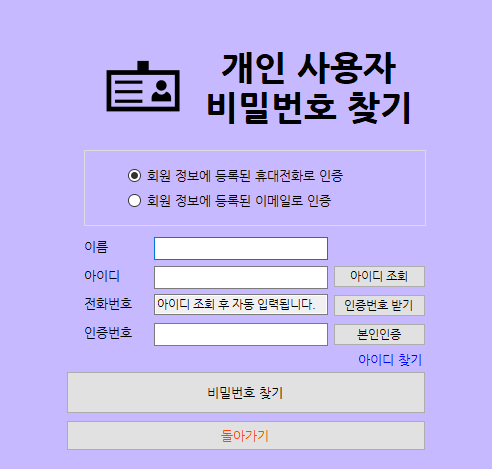 개인 사용자
비밀번호 찾기
회원 정보에 등록된 휴대전화로 인증
회원 정보에 등록된 이메일로 인증
이름
아이디
아이디 조회
전화번호
아이디 조회 후 자동 입력됩니다.
인증번호 받기
인증번호
본인인증
아이디 찾기
비밀번호 찾기
돌아가기